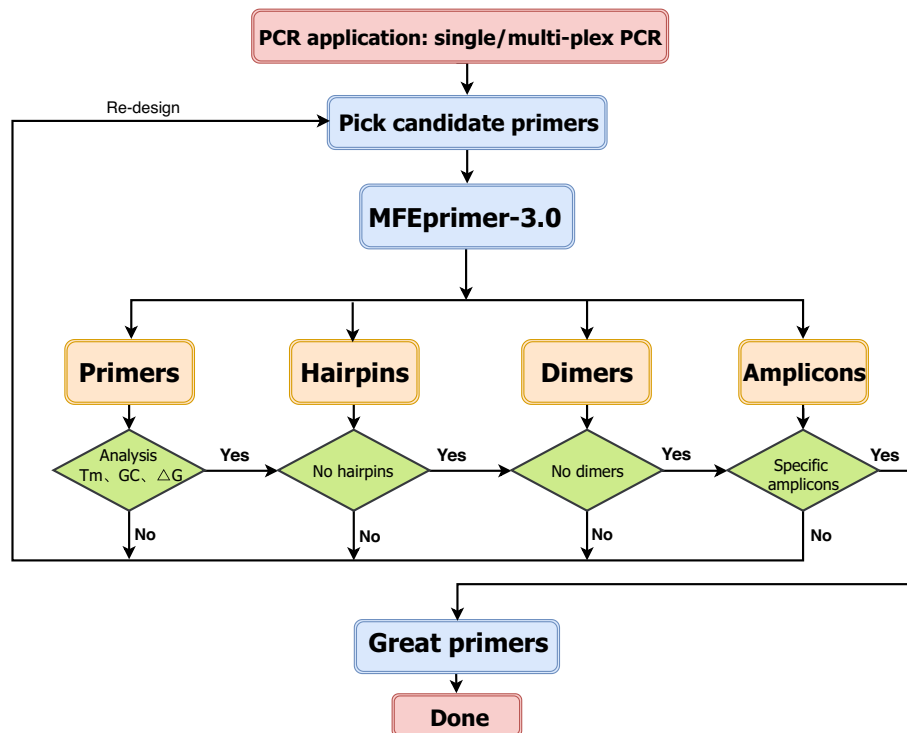 PCR application: single/multi-plex PCR
Re-design
Pick candidate primers
MFEprimer-3.0
Primers
Hairpins
Dimers
Amplicons
Analysis
Tm、GC、△G
Yes
No hairpins
Yes
No dimers
Yes
Specific
amplicons
Yes
No
No
No
No
Great primers
Done